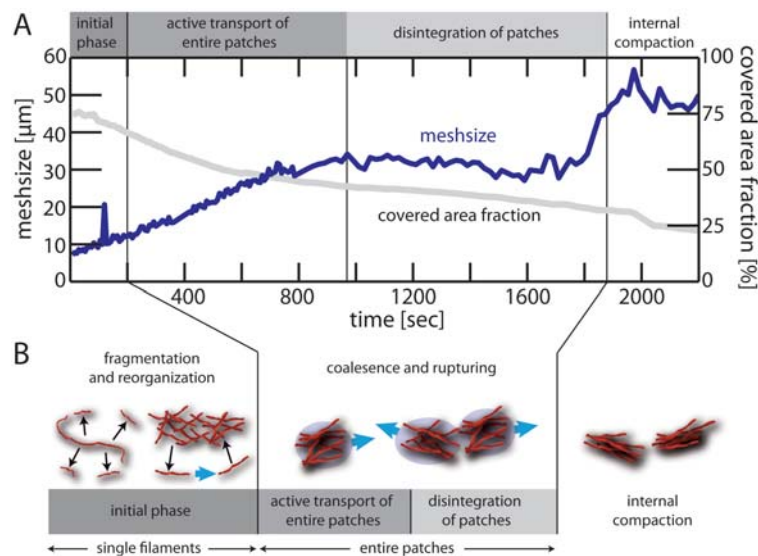 A
initial
phase
active transport of
entire patches
disintegration of patches
internal
compaction
60
50
40
30
20
10
0
meshsize [μm]
100
75
50
25
0
covered area
fraction [%]
meshsize
covered area fraction
400
800
1200
1600
2000
time [sec]
B
fragmentation
and reorganization
coalesence and rupturing
initial phase
active transport of
entire patches
disintegration
of patches
internal
compaction
single filaments
entire patches